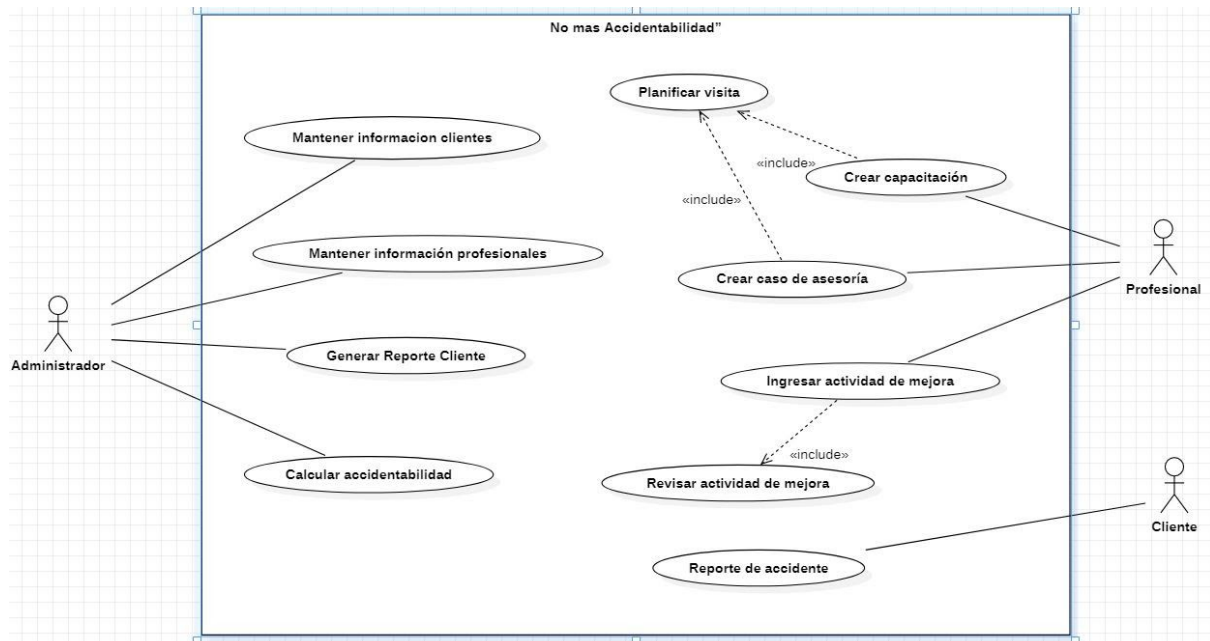 No mas Accidentabilidad”
Planificar visita
Mantener informacion clientes
«include»
Crear capacitación
«include»
Mantener información profesionales
Crear caso de asesoría
Profesional
Administrador
Generar Reporte Cliente
Ingresar actividad de mejora
«include»
Calcular accidentabilidad
Revisar actividad de mejora
Cliente
Reporte de accidente